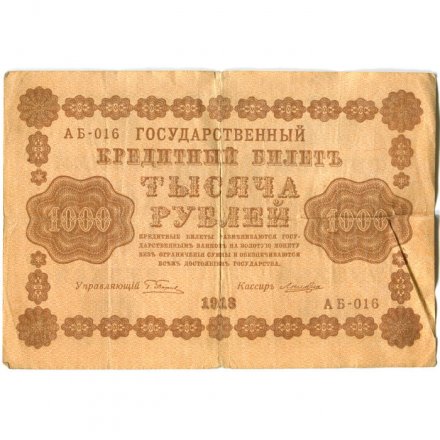 АБ-016 ГОСУДАРСТВЕННЫЙ
КРЕДИТНЫЙ БИЛЕТЪ
ТЫСЯЧА
РУБЛЕЙ
1000 1000
КРЕДИТНЫЕ БИЛЕТЫ РАЗМѢНИВАЮТСЯ ГОСУ-
ДАРСТВЕННЫМЪ БАНКОМЪ НА ЗОЛОТУЮ МОНЕТУ
БЕЗЪ ОГРАНИЧЕНІЯ СУММЫ И ОБЕЗПЕЧИВАЮТСЯ
ВСѢМЪ ДОСТОЯНІЕМЪ ГОСУДАРСТВА.
Управляющій Кассиръ
1918 АБ-016